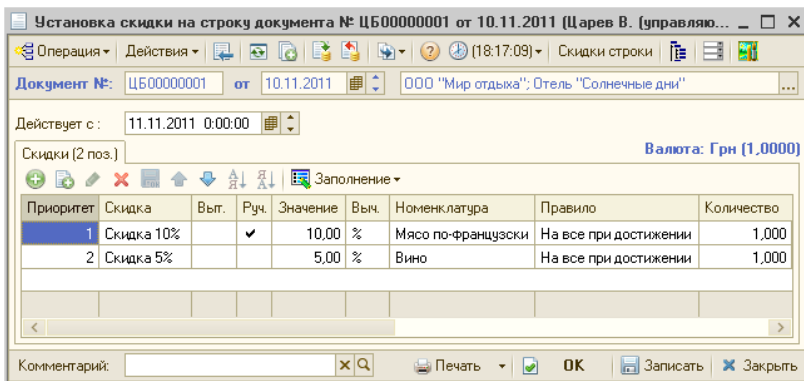 Установка скидки на строку документа № ЦБ00000001 от 10.11.2011 (Царев В. (управляю...
Операция Действия (18:17:09) Скидки строки
Документ №: ЦБ00000001 от 10.11.2011 ООО "Мир отдыха"; Отель "Солнечные дни" ...
Действует с : 11.11.2011 0:00:00
Скидки (2 поз.) Валюта: Грн (1,0000)
Заполнение
Приоритет Скидка Выт. Руч. Значение Выч. Номенклатура Правило Количество
1 Скидка 10% ✔ 10,00 % Мясо по-французски На все при достижении 1,000
2 Скидка 5% 5,00 % Вино На все при достижении 1,000
Комментарий: Печать OK Записать Закрыть